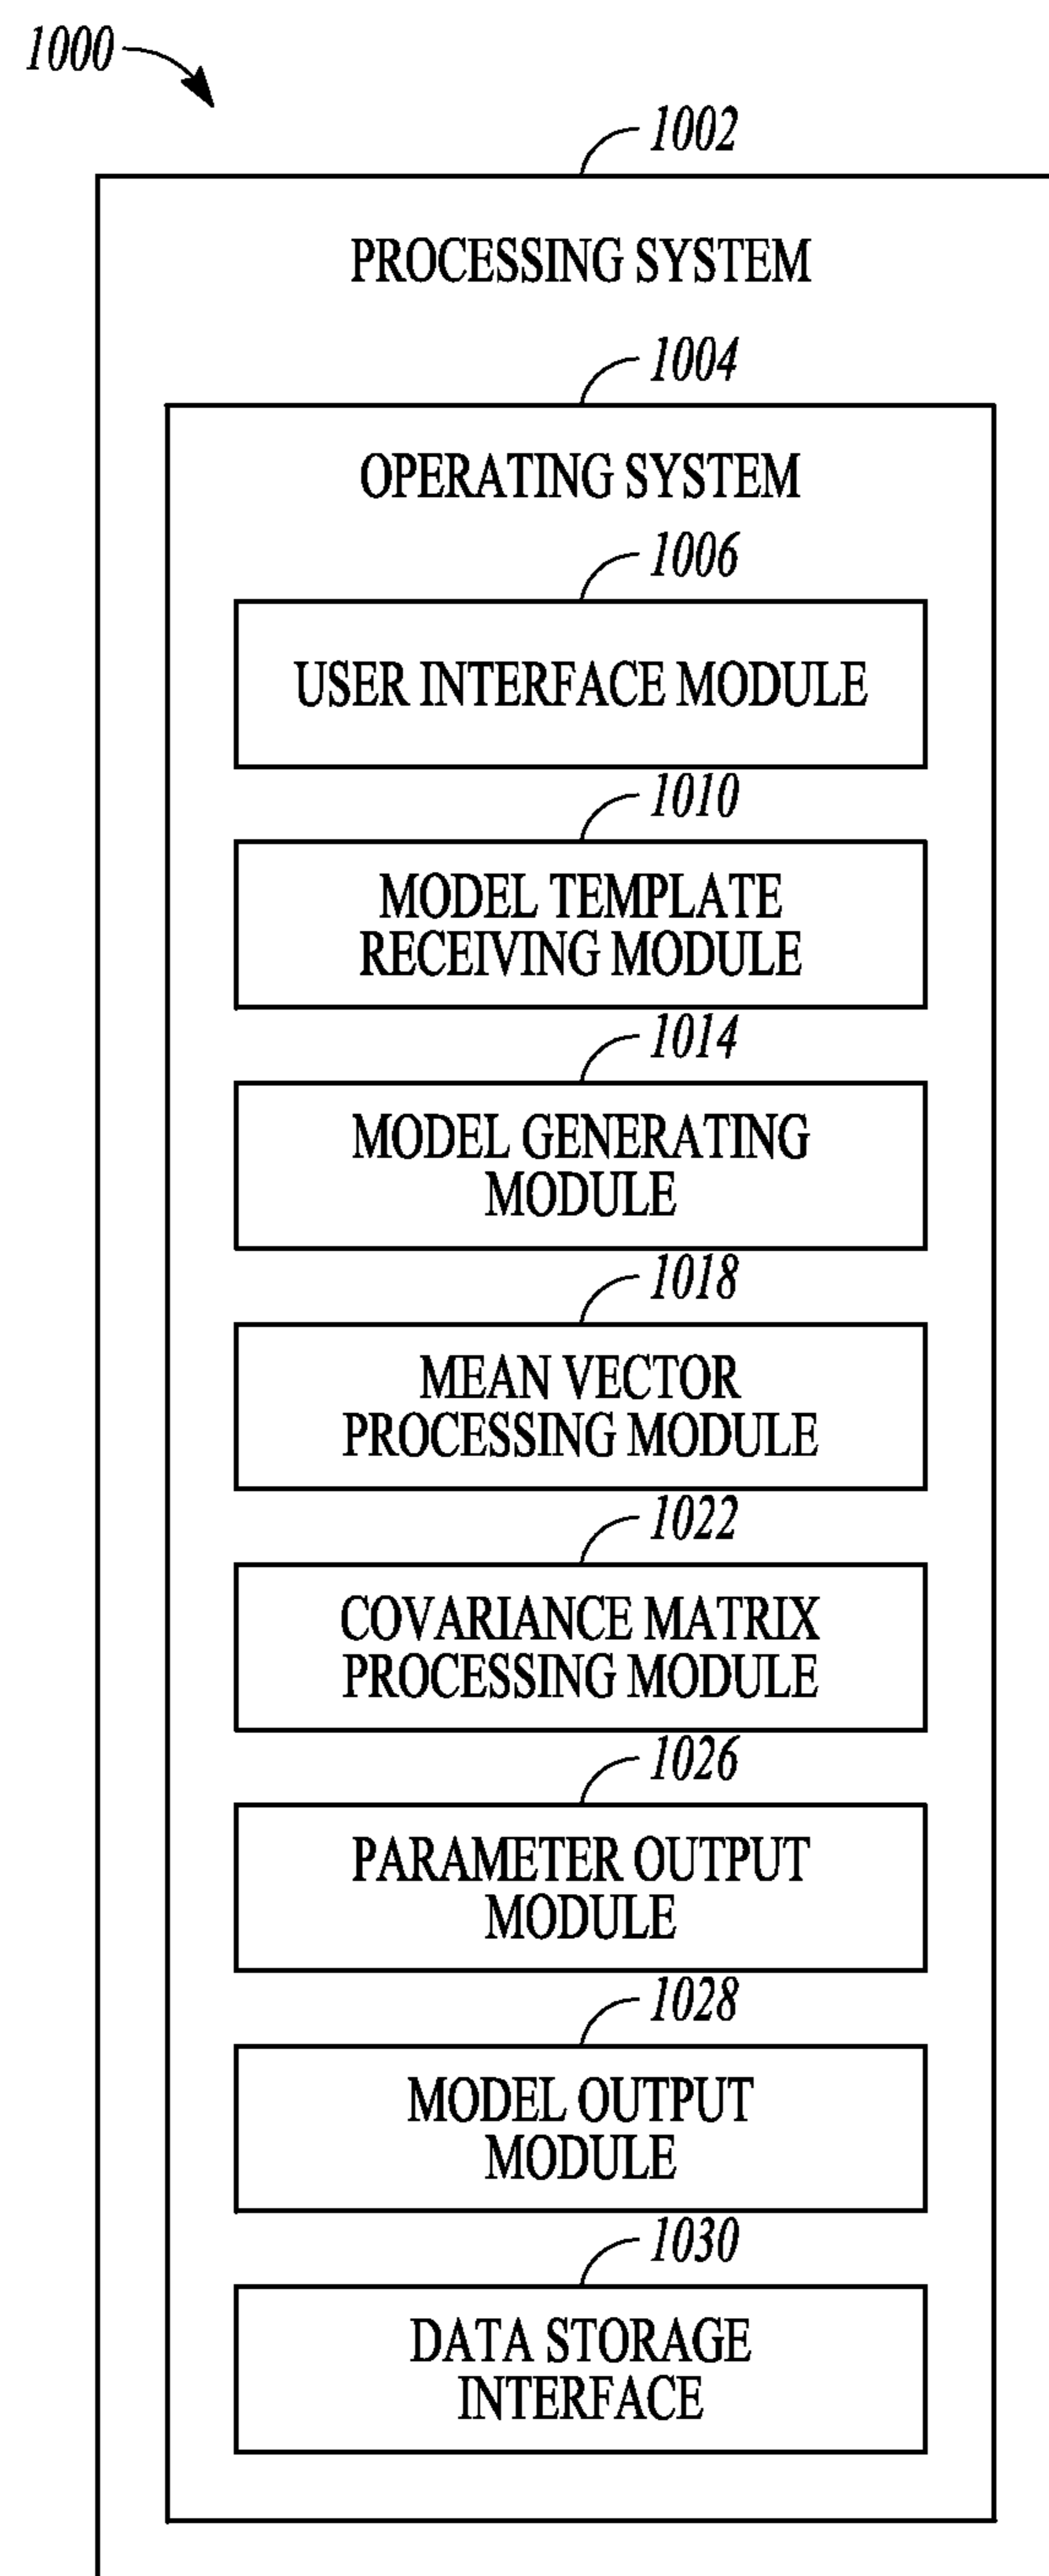 1000
1002
PROCESSING SYSTEM
1004
OPERATING SYSTEM
1006
USER INTERFACE MODULE
1010
MODEL TEMPLATE
RECEIVING MODULE
1014
MODEL GENERATING
MODULE
1018
MEAN VECTOR
PROCESSING MODULE
1022
COVARIANCE MATRIX
PROCESSING MODULE
1026
PARAMETER OUTPUT
MODULE
1028
MODEL OUTPUT
MODULE
1030
DATA STORAGE
INTERFACE